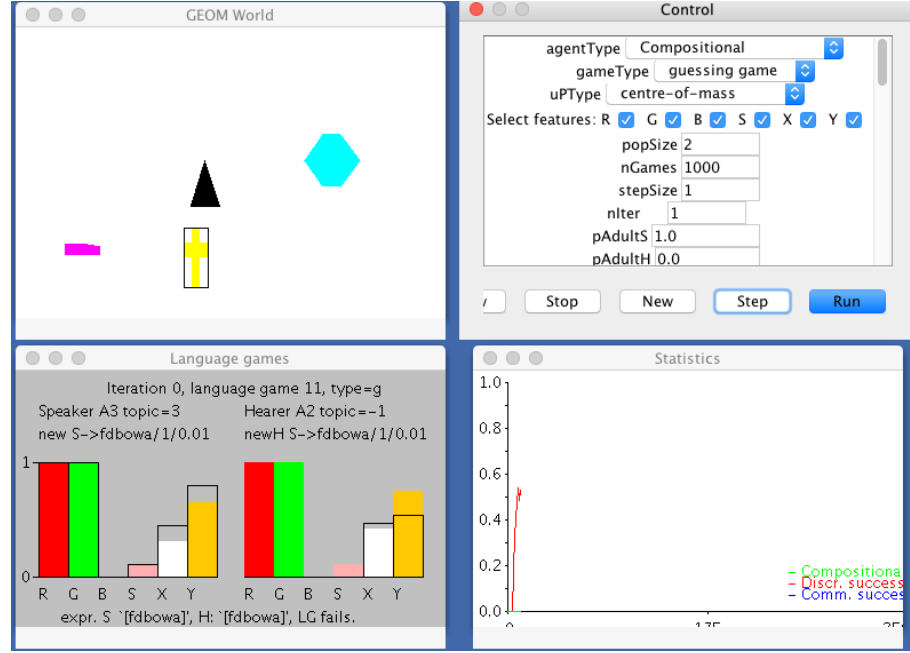 GEOM World
Control
agentType Compositional
gameType guessing game
uPType centre-of-mass
Select features: R G B S X Y
popSize 2
nGames 1000
stepSize 1
nIter 1
pAdultS 1.0
pAdultH 0.0
Stop New Step Run
Language games
Iteration 0, language game 11, type=g
Speaker A3 topic=3 Hearer A2 topic=-1
new S->fdbowa/1/0.01 newH S->fdbowa/1/0.01
1
0
R G B S X Y R G B S X Y
expr. S `[fdbowa]', H: `[fdbowa]', LG fails.
Statistics
1.0
0.8
0.6
0.4
0.2
0.0
– Compositiona
– Discr. success
– Comm. succes